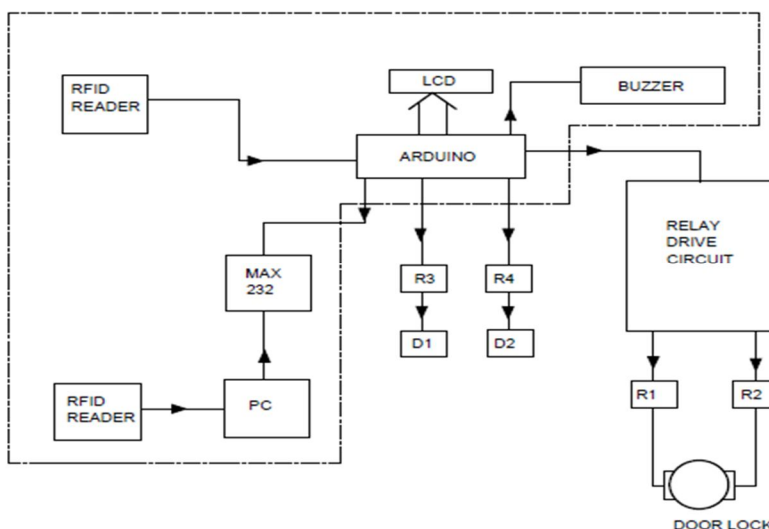 LCD
BUZZER
RFID
READER
ARDUINO
RELAY
DRIVE
CIRCUIT
MAX
232
R3
R4
D1
D2
RFID
READER
PC
R1
R2
DOOR LOCK